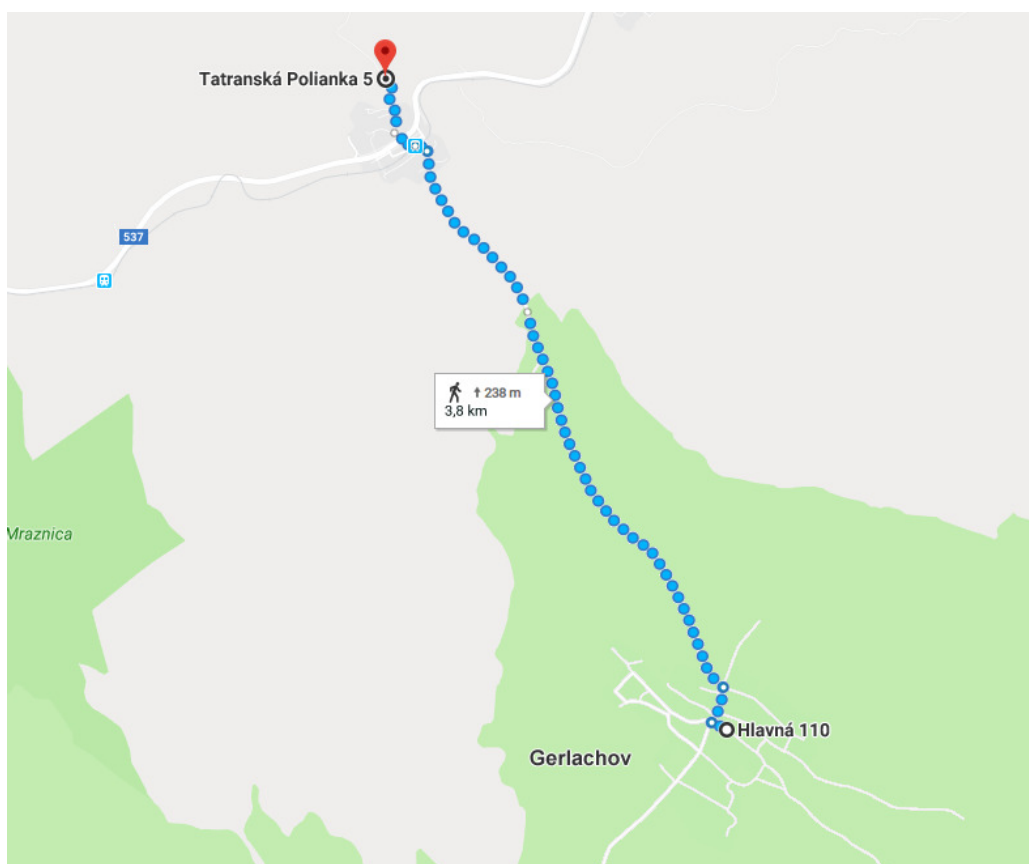 Tatranská Polianka 5
537
↑ 238 m
3,8 km
Mraznica
Hlavná 110
Gerlachov